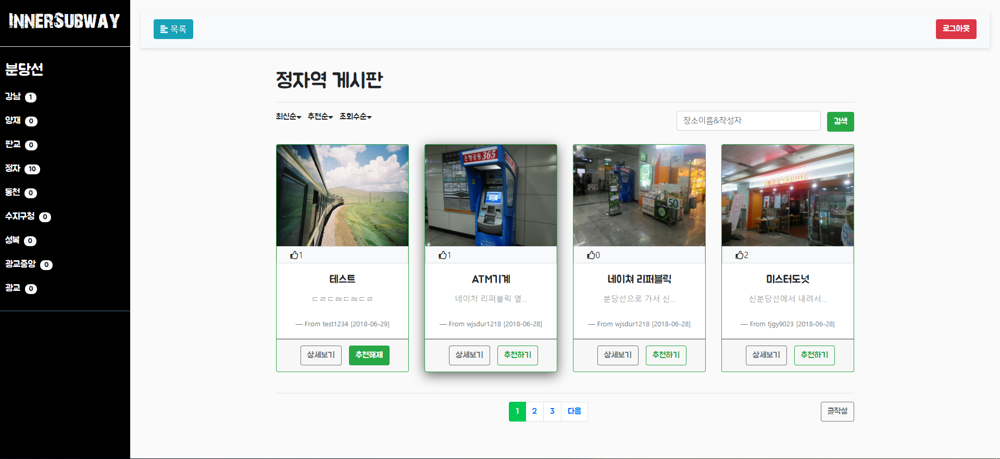 INNERSUBWAY
분당선
강남 1
양재 0
판교 0
정자 10
동천 0
수지구청 0
성복 0
광교중앙 0
광교 0
목록
로그아웃
정자역 게시판
최신순 추천순 조회수순
장소이름&작성자 검색
은행공동365
ATM
50
1
테스트
ㄷㄹㄷㄻㄷㄻㄷㄹ
— From test1234 [2018-06-29]
상세보기 추천해제
1
ATM기계
네이처 리퍼블릭 옆...
— From wjsdur1218 [2018-06-28]
상세보기 추천하기
0
네이쳐 리퍼블릭
분당선으로 가서 신...
— From wjsdur1218 [2018-06-28]
상세보기 추천하기
2
미스터도넛
신분당선에서 내려서...
— From tjgy9023 [2018-06-28]
상세보기 추천하기
1 2 3 다음
글작성